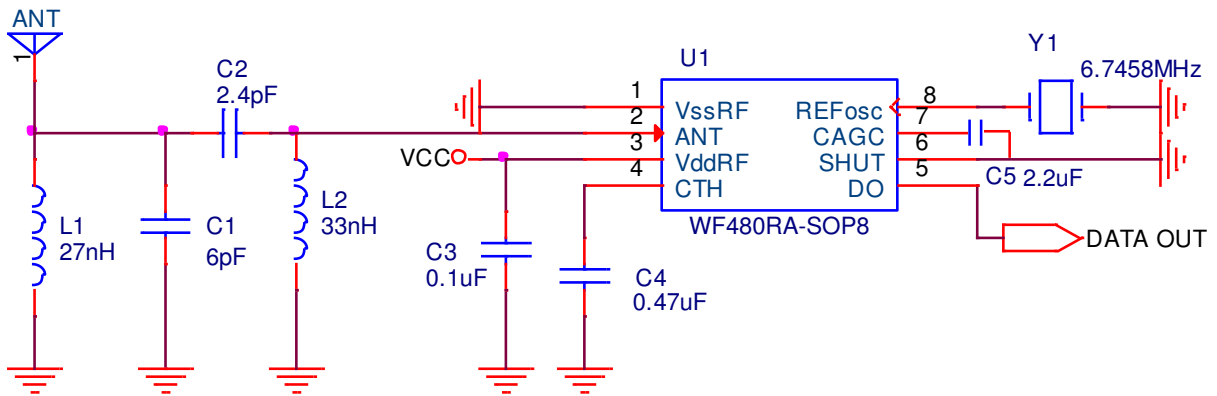 ANT
1
C2
2.4pF
L1
27nH
C1
6pF
L2
33nH
VCC
C3
0.1uF
C4
0.47uF
U1
1
2
3
4
VssRF
ANT
VddRF
CTH
REFosc
CAGC
SHUT
DO
8
7
6
5
WF480RA-SOP8
Y1
6.7458MHz
C5 2.2uF
DATA OUT